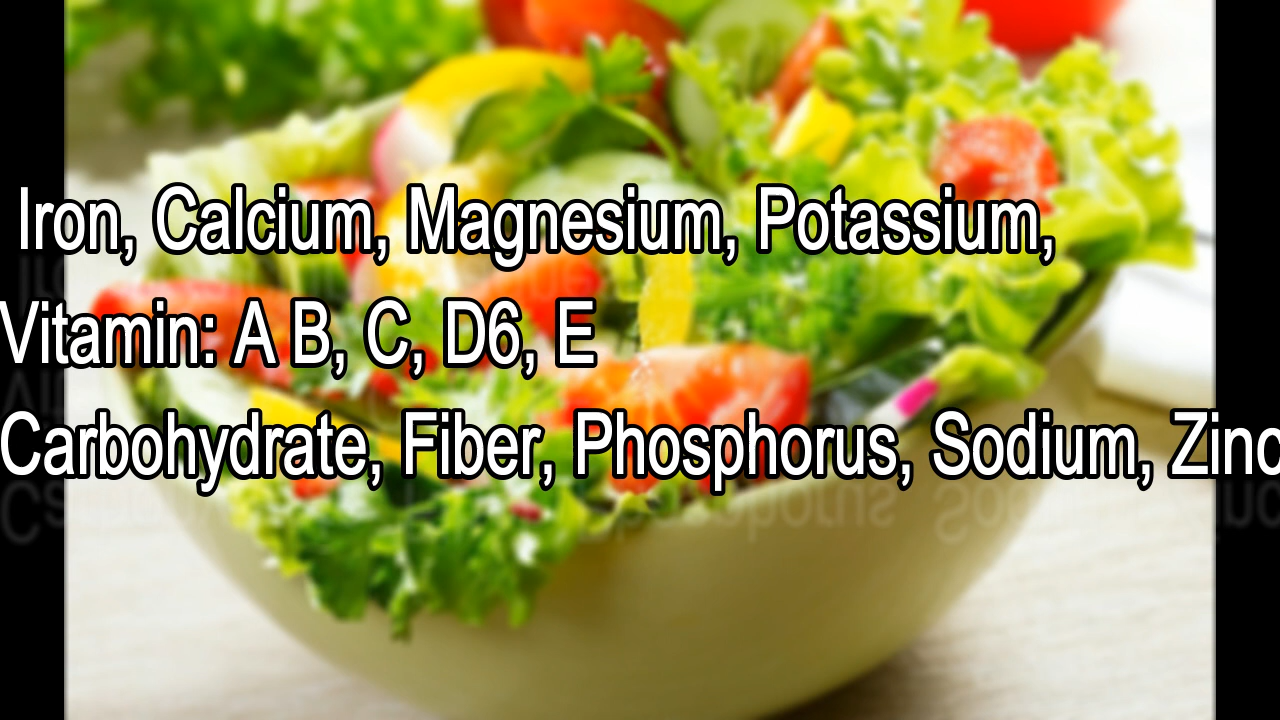 Iron, Calcium, Magnesium, Potassium,
Vitamin: A B, C, D6, E
Carbohydrate, Fiber, Phosphorus, Sodium, Zinc